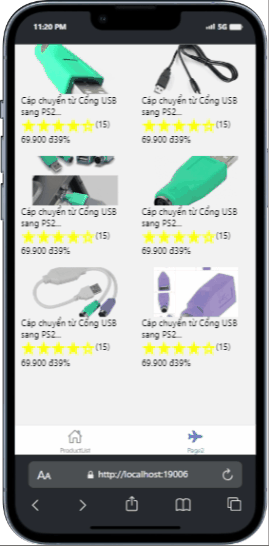 11:20 PM 5G
Cáp chuyển từ Cổng USB
sang PS2...
(15)
69.900 đ39%
Cáp chuyển từ Cổng USB
sang PS2...
(15)
69.900 đ39%
Cáp chuyển từ Cổng USB
sang PS2...
(15)
69.900 đ39%
Cáp chuyển từ Cổng USB
sang PS2...
(15)
69.900 đ39%
Cáp chuyển từ Cổng USB
sang PS2...
(15)
69.900 đ39%
Cáp chuyển từ Cổng USB
sang PS2...
(15)
69.900 đ39%
ProductList
Page2
AA http://localhost:19006